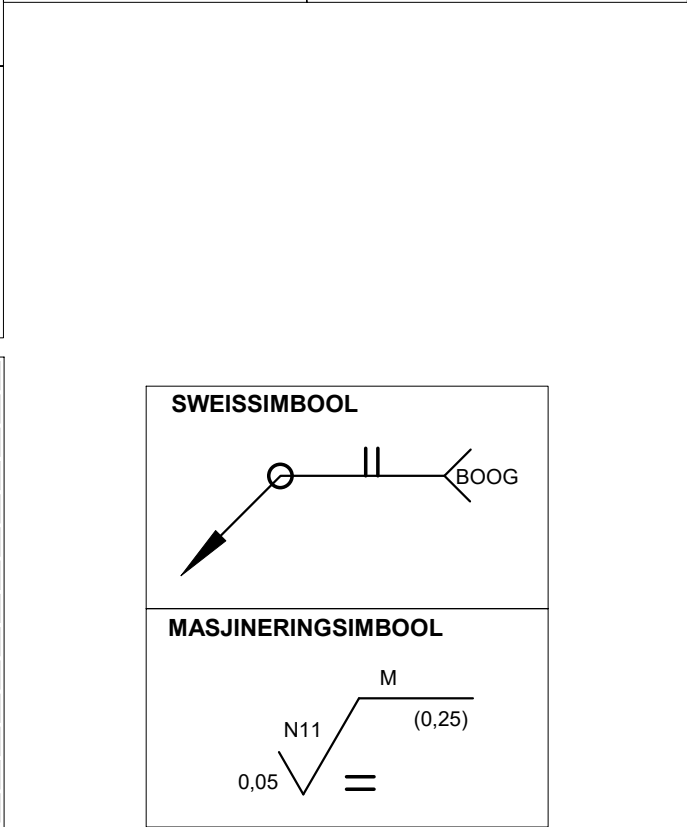 SWEISSIMBOOL
BOOG
MASJINERINGSIMBOOL
M
(0,25)
N11
0,05